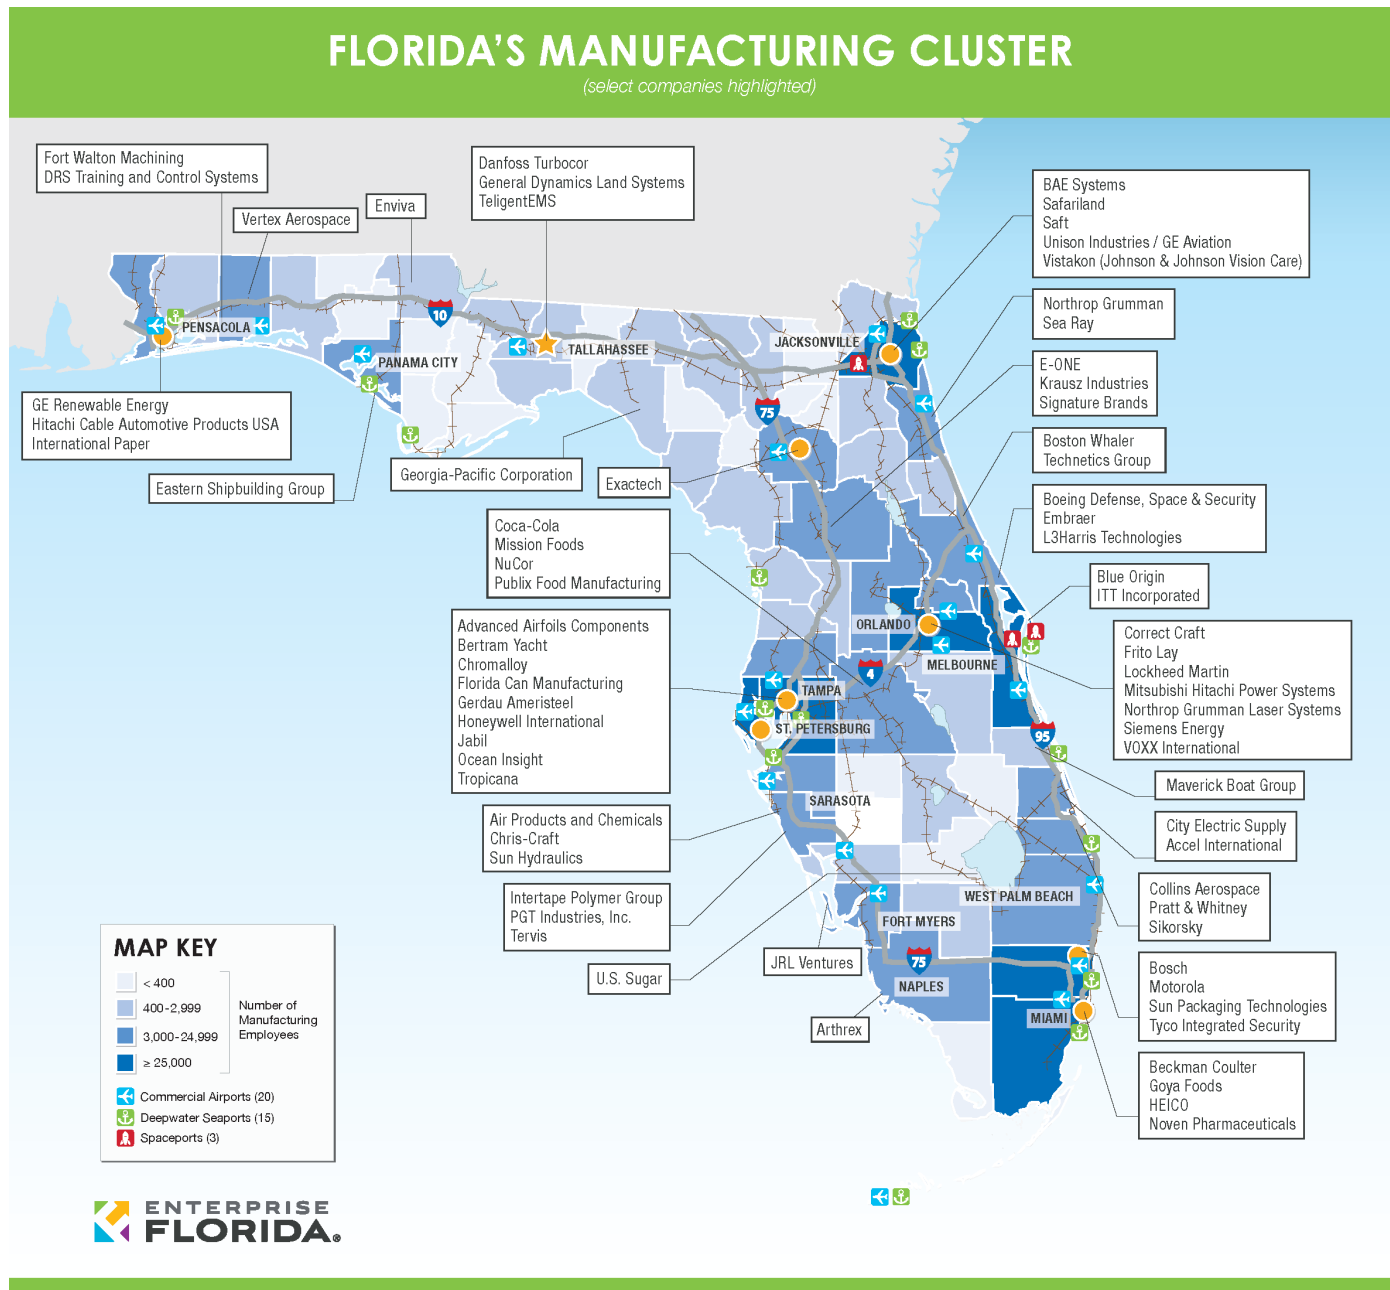 FLORIDA'S MANUFACTURING CLUSTER
(select companies highlighted)
Fort Walton Machining
DRS Training and Control Systems
Vertex Aerospace
Enviva
Danfoss Turbocor
General Dynamics Land Systems
TeligentEMS
BAE Systems
Safariland
Saft
Unison Industries / GE Aviation
Vistakon (Johnson & Johnson Vision Care)
Northrop Grumman
Sea Ray
E-ONE
Krausz Industries
Signature Brands
Boston Whaler
Technetics Group
Boeing Defense, Space & Security
Embraer
L3Harris Technologies
Blue Origin
ITT Incorporated
Correct Craft
Frito Lay
Lockheed Martin
Mitsubishi Hitachi Power Systems
Northrop Grumman Laser Systems
Siemens Energy
VOXX International
Maverick Boat Group
City Electric Supply
Accel International
Collins Aerospace
Pratt & Whitney
Sikorsky
Bosch
Motorola
Sun Packaging Technologies
Tyco Integrated Security
Beckman Coulter
Goya Foods
HEICO
Noven Pharmaceuticals
GE Renewable Energy
Hitachi Cable Automotive Products USA
International Paper
Eastern Shipbuilding Group
Georgia-Pacific Corporation
Exactech
Coca-Cola
Mission Foods
NuCor
Publix Food Manufacturing
Advanced Airfoils Components
Bertram Yacht
Chromalloy
Florida Can Manufacturing
Gerdau Ameristeel
Honeywell International
Jabil
Ocean Insight
Tropicana
Air Products and Chemicals
Chris-Craft
Sun Hydraulics
Intertape Polymer Group
PGT Industries, Inc.
Tervis
U.S. Sugar
JRL Ventures
Arthrex
PENSACOLA
10
PANAMA CITY
TALLAHASSEE
JACKSONVILLE
75
ORLANDO
MELBOURNE
4
TAMPA
ST. PETERSBURG
95
SARASOTA
WEST PALM BEACH
FORT MYERS
75
NAPLES
MIAMI
MAP KEY
< 400
400-2,999
3,000-24,999
≥ 25,000
Number of
Manufacturing
Employees
Commercial Airports (20)
Deepwater Seaports (15)
Spaceports (3)
ENTERPRISE
FLORIDA®